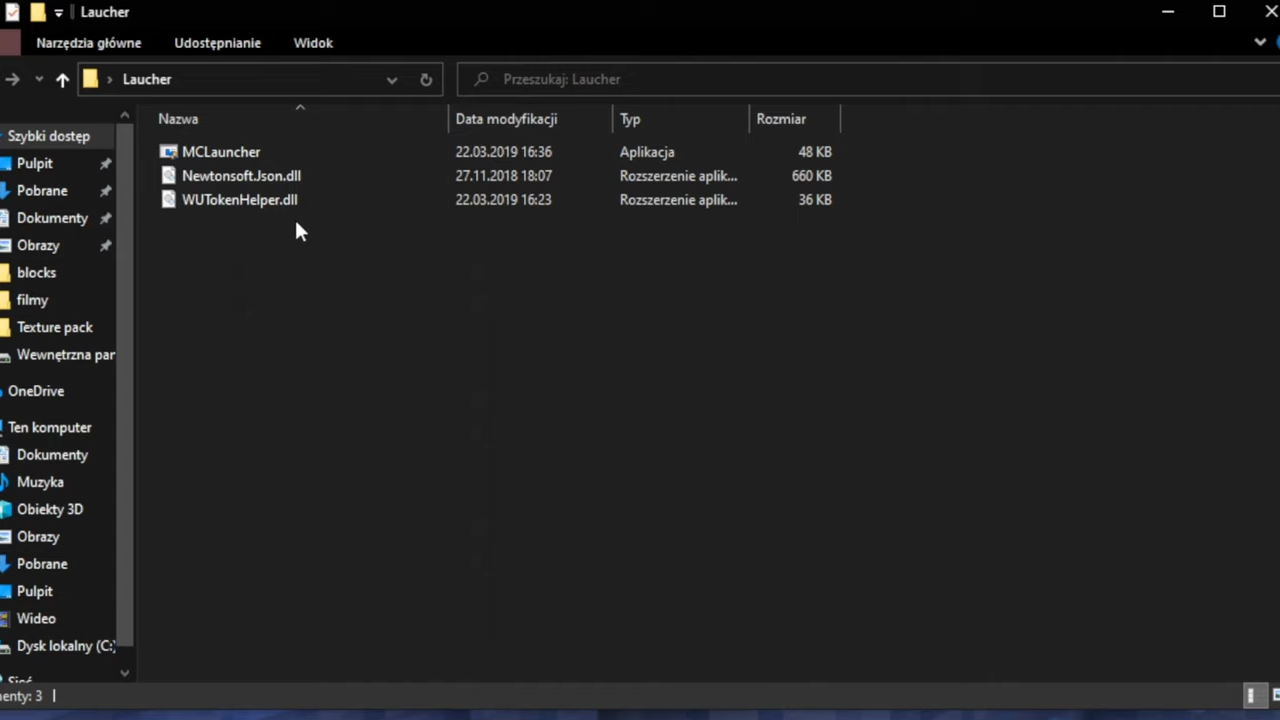 Laucher
Narzędzia główne Udostępnianie Widok
Laucher Przeszukaj: Laucher
Nazwa Data modyfikacji Typ Rozmiar
MCLauncher 22.03.2019 16:36 Aplikacja 48 KB
Newtonsoft.Json.dll 27.11.2018 18:07 Rozszerzenie aplik... 660 KB
WUTokenHelper.dll 22.03.2019 16:23 Rozszerzenie aplik... 36 KB
Szybki dostęp
Pulpit
Pobrane
Dokumenty
Obrazy
blocks
filmy
Texture pack
Wewnętrzna par
OneDrive
Ten komputer
Dokumenty
Muzyka
Obiekty 3D
Obrazy
Pobrane
Pulpit
Wideo
Dysk lokalny (C:)
menty: 3